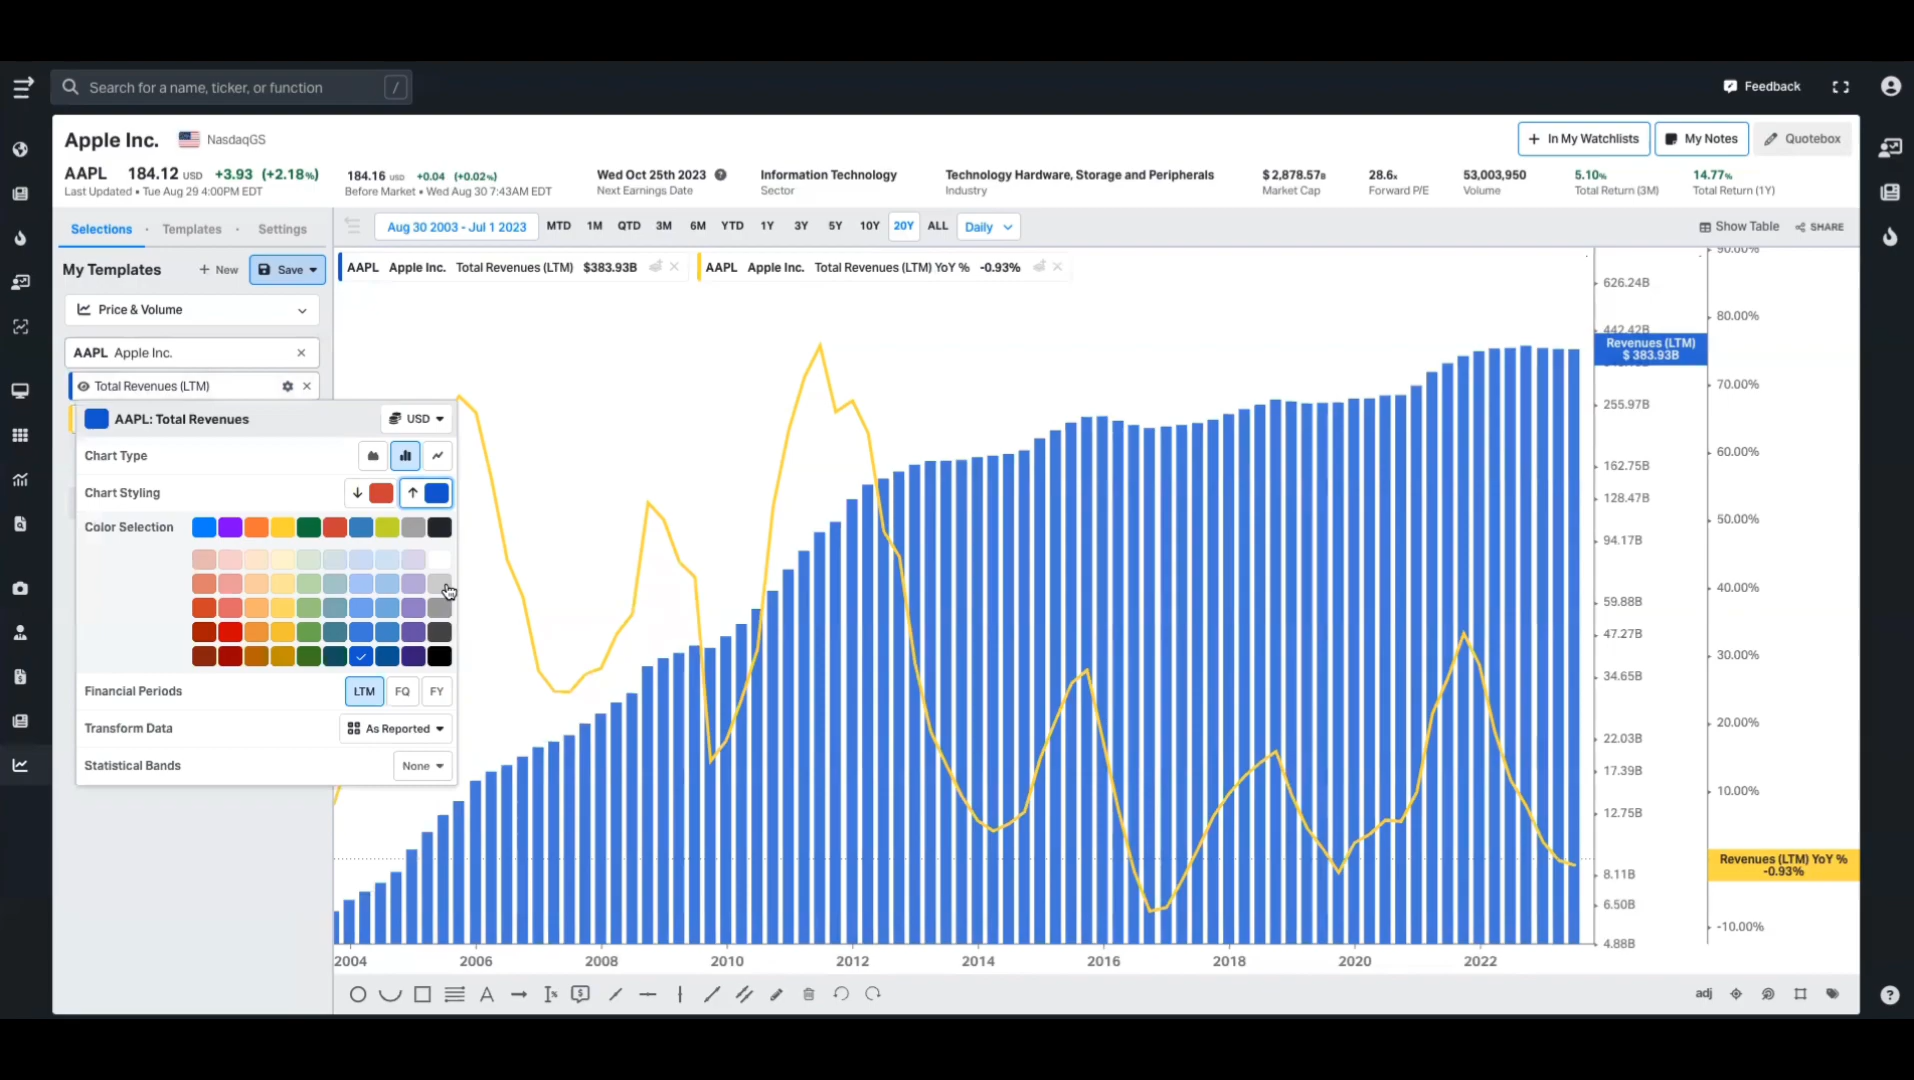 Search for a name, ticker, or function
/
Feedback
Apple Inc.
NasdaqGS
+ In My Watchlists
My Notes
Quotebox
AAPL 184.12 USD +3.93 (+2.18%)
Last Updated • Tue Aug 29 4:00PM EDT
184.16 USD +0.04 (+0.02%)
Before Market • Wed Aug 30 7:43AM EDT
Wed Oct 25th 2023
Next Earnings Date
Information Technology
Sector
Technology Hardware, Storage and Peripherals
Industry
$ 2,878.57B
Market Cap
28.6x
Forward P/E
53,003,950
Volume
5.10%
Total Return (3M)
14.77%
Total Return (1Y)
Selections
Templates
Settings
Aug 30 2003 - Jul 1 2023
MTD 1M QTD 3M 6M YTD 1Y 3Y 5Y 10Y 20Y ALL
Daily
Show Table
SHARE
My Templates
+ New
Save
Price & Volume
AAPL Apple Inc.
Total Revenues (LTM)
AAPL Apple Inc. Total Revenues (LTM) $383.93B
AAPL Apple Inc. Total Revenues (LTM) YoY % -0.93%
AAPL: Total Revenues
USD
Chart Type
Chart Styling
Color Selection
Financial Periods
LTM FQ FY
Transform Data
As Reported
Statistical Bands
None
626.24B
442.42B
Revenues (LTM)
$ 383.93B
255.97B
162.75B
128.47B
94.17B
59.88B
47.27B
34.65B
22.03B
17.39B
12.75B
8.11B
6.50B
4.88B
90.00%
80.00%
70.00%
60.00%
50.00%
40.00%
30.00%
20.00%
10.00%
Revenues (LTM) YoY %
-0.93%
-10.00%
2004 2006 2008 2010 2012 2014 2016 2018 2020 2022
adj